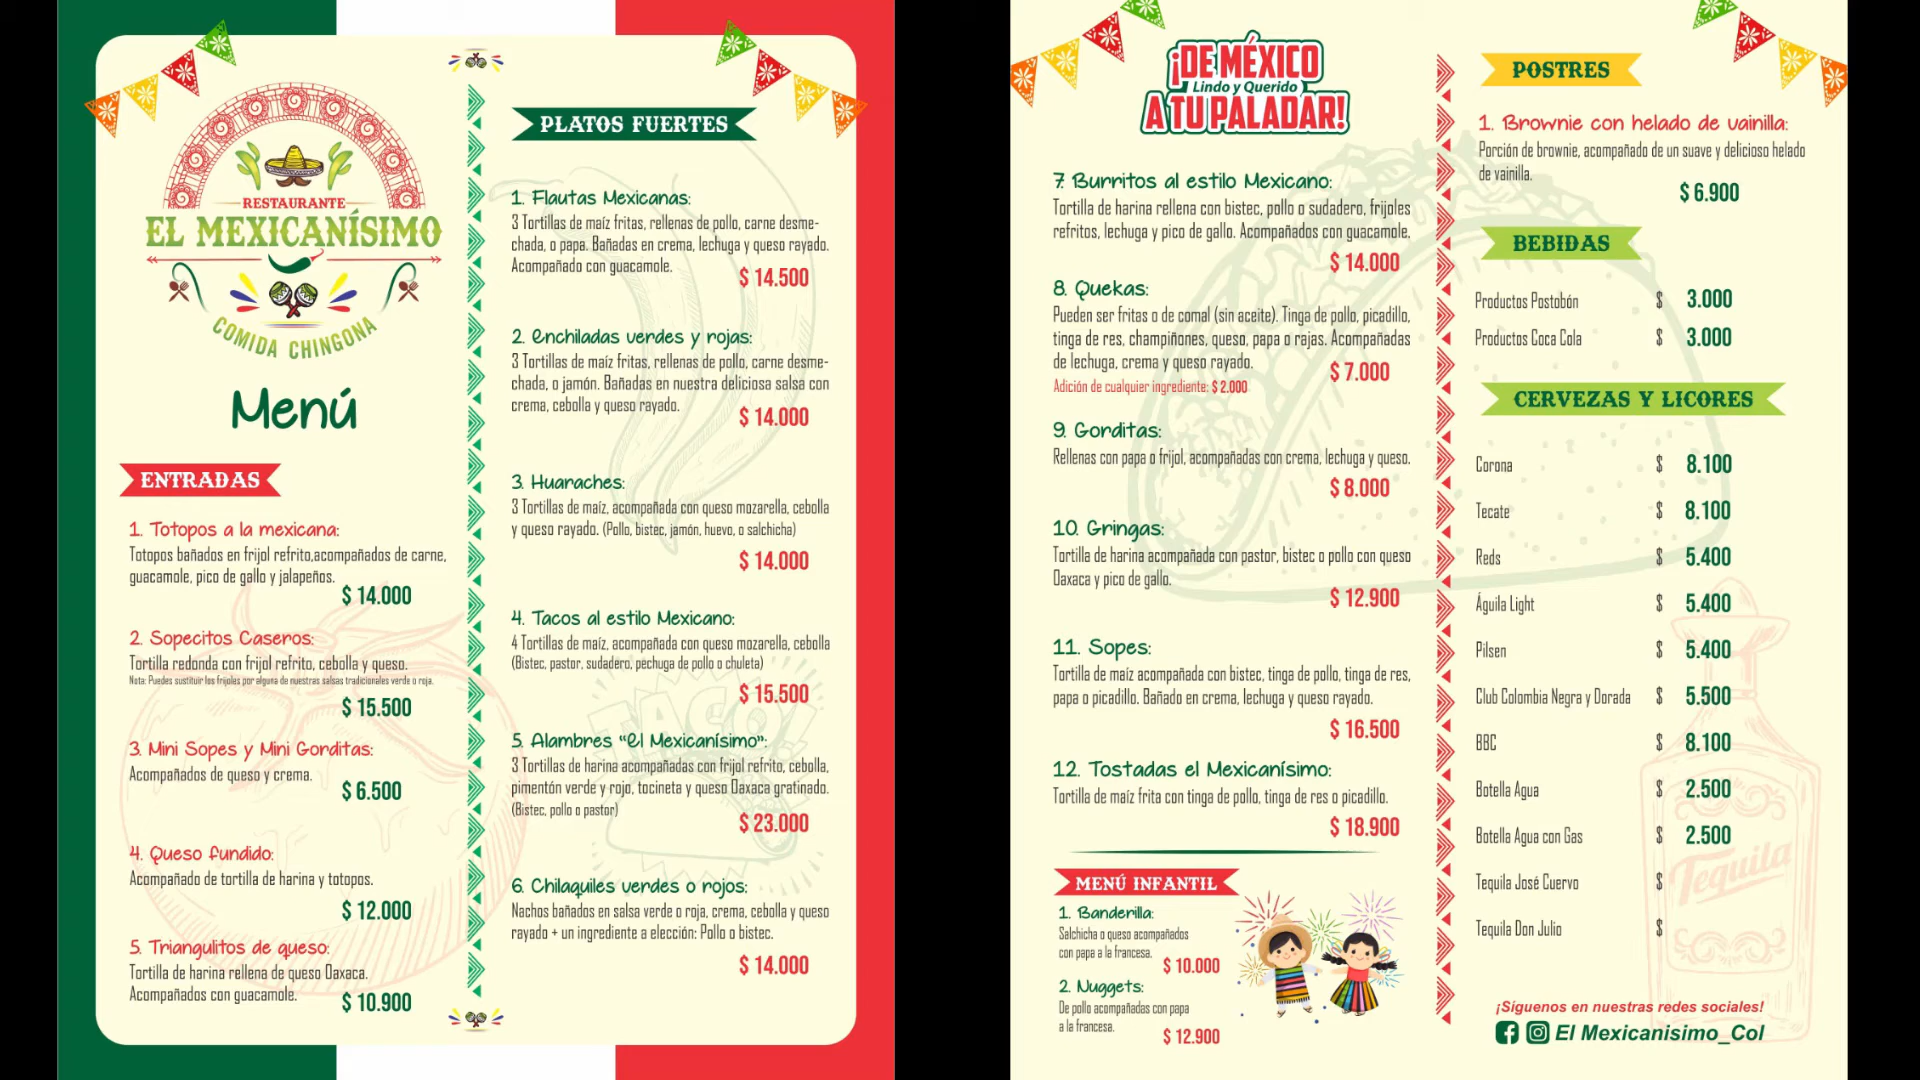 RESTAURANTE
EL MEXICANÍSIMO
COMIDA CHINGONA
Menú
ENTRADAS
1. Totopos a la mexicana:
Totopos bañados en frijol refrito,acompañados de carne,
guacamole, pico de gallo y jalapeños.
$ 14.000
2. Sopecitos Caseros:
Tortilla redonda con frijol refrito, cebolla y queso.
Nota: Puedes sustituir los frijoles por alguna de nuestras salsas tradicionales verde o roja.
$ 15.500
3. Mini Sopes y Mini Gorditas:
Acompañados de queso y crema.
$ 6.500
4. Queso fundido:
Acompañado de tortilla de harina y totopos.
$ 12.000
5. Triangulitos de queso:
Tortilla de harina rellena de queso Oaxaca.
Acompañados con guacamole.
$ 10.900
PLATOS FUERTES
1. Flautas Mexicanas:
3 Tortillas de maíz fritas, rellenas de pollo, carne desme-
chada, o papa. Bañadas en crema, lechuga y queso rayado.
Acompañado con guacamole.
$ 14.500
2. Enchiladas verdes y rojas:
3 Tortillas de maíz fritas, rellenas de pollo, carne desme-
chada, o jamón. Bañadas en nuestra deliciosa salsa con
crema, cebolla y queso rayado.
$ 14.000
3. Huaraches:
3 Tortillas de maíz, acompañada con queso mozarella, cebolla
y queso rayado. (Pollo, bistec, jamón, huevo, o salchicha)
$ 14.000
4. Tacos al estilo Mexicano:
4 Tortillas de maíz, acompañada con queso mozarella, cebolla
(Bistec, pastor, sudadero, pechuga de pollo o chuleta)
$ 15.500
TACO!
5. Alambres “El Mexicanísimo”:
3 Tortillas de harina acompañadas con frijol refrito, cebolla,
pimentón verde y rojo, tocineta y queso Oaxaca gratinado.
(Bistec, pollo o pastor)
$ 23.000
6. Chilaquiles verdes o rojos:
Nachos bañados en salsa verde o roja, crema, cebolla y queso
rayado + un ingrediente a elección: Pollo o bistec.
$ 14.000
¡DE MÉXICO
Lindo y Querido
A TU PALADAR!
7. Burritos al estilo Mexicano:
Tortilla de harina rellena con bistec, pollo o sudadero, frijoles
refritos, lechuga y pico de gallo. Acompañados con guacamole.
$ 14.000
8. Quekas:
Pueden ser fritas o de comal (sin aceite). Tinga de pollo, picadillo,
tinga de res, champiñones, queso, papa o rajas. Acompañadas
de lechuga, crema y queso rayado.
$ 7.000
Adición de cualquier ingrediente: $ 2.000
9. Gorditas:
Rellenas con papa o frijol, acompañadas con crema, lechuga y queso.
$ 8.000
10. Gringas:
Tortilla de harina acompañada con pastor, bistec o pollo con queso
Oaxaca y pico de gallo.
$ 12.900
11. Sopes:
Tortilla de maíz acompañada con bistec, tinga de pollo, tinga de res,
papa o picadillo. Bañado en crema, lechuga y queso rayado.
$ 16.500
12. Tostadas el Mexicanísimo:
Tortilla de maíz frita con tinga de pollo, tinga de res o picadillo.
$ 18.900
MENÚ INFANTIL
1. Banderilla:
Salchicha o queso acompañados
con papa a la francesa.
$ 10.000
2. Nuggets:
De pollo acompañadas con papa
a la francesa.
$ 12.900
POSTRES
1. Brownie con helado de vainilla:
Porción de brownie, acompañado de un suave y delicioso helado
de vainilla.
$ 6.900
BEBIDAS
Productos Postobón $ 3.000
Productos Coca Cola $ 3.000
CERVEZAS Y LICORES
Corona $ 8.100
Tecate $ 8.100
Reds $ 5.400
Águila Light $ 5.400
Pilsen $ 5.400
Club Colombia Negra y Dorada $ 5.500
BBC $ 8.100
Botella Agua $ 2.500
Botella Agua con Gas $ 2.500
Tequila José Cuervo $
Tequila Don Julio $
Tequila
¡Síguenos en nuestras redes sociales!
El Mexicanisimo_Col